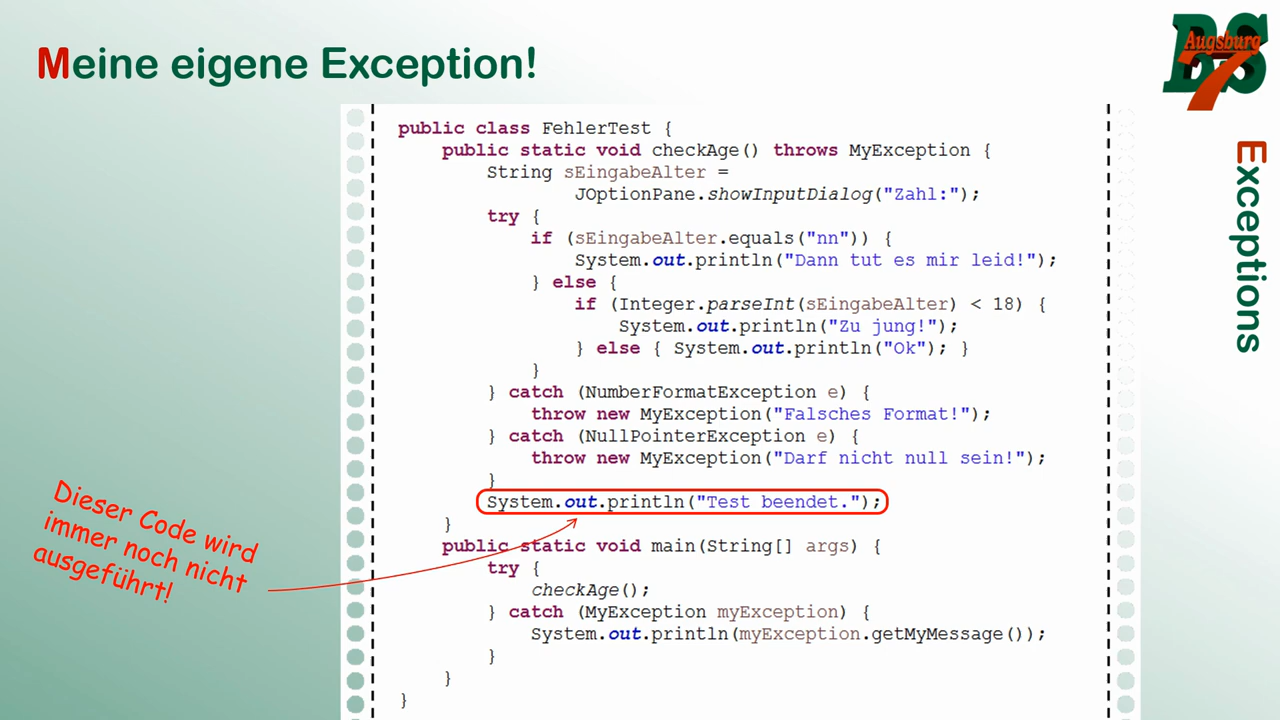 Meine eigene Exception!
BS
Augsburg
7
Exceptions
public class FehlerTest {
    public static void checkAge() throws MyException {
        String sEingabeAlter =
                JOptionPane.showInputDialog("Zahl:");
        try {
            if (sEingabeAlter.equals("nn")) {
                System.out.println("Dann tut es mir leid!");
            } else {
                if (Integer.parseInt(sEingabeAlter) < 18) {
                    System.out.println("Zu jung!");
                } else { System.out.println("Ok"); }
            }
        } catch (NumberFormatException e) {
            throw new MyException("Falsches Format!");
        } catch (NullPointerException e) {
            throw new MyException("Darf nicht null sein!");
        }
        System.out.println("Test beendet.");
    }
    public static void main(String[] args) {
        try {
            checkAge();
        } catch (MyException myException) {
            System.out.println(myException.getMyMessage());
        }
    }
}
Dieser Code wird
immer noch nicht
ausgeführt!